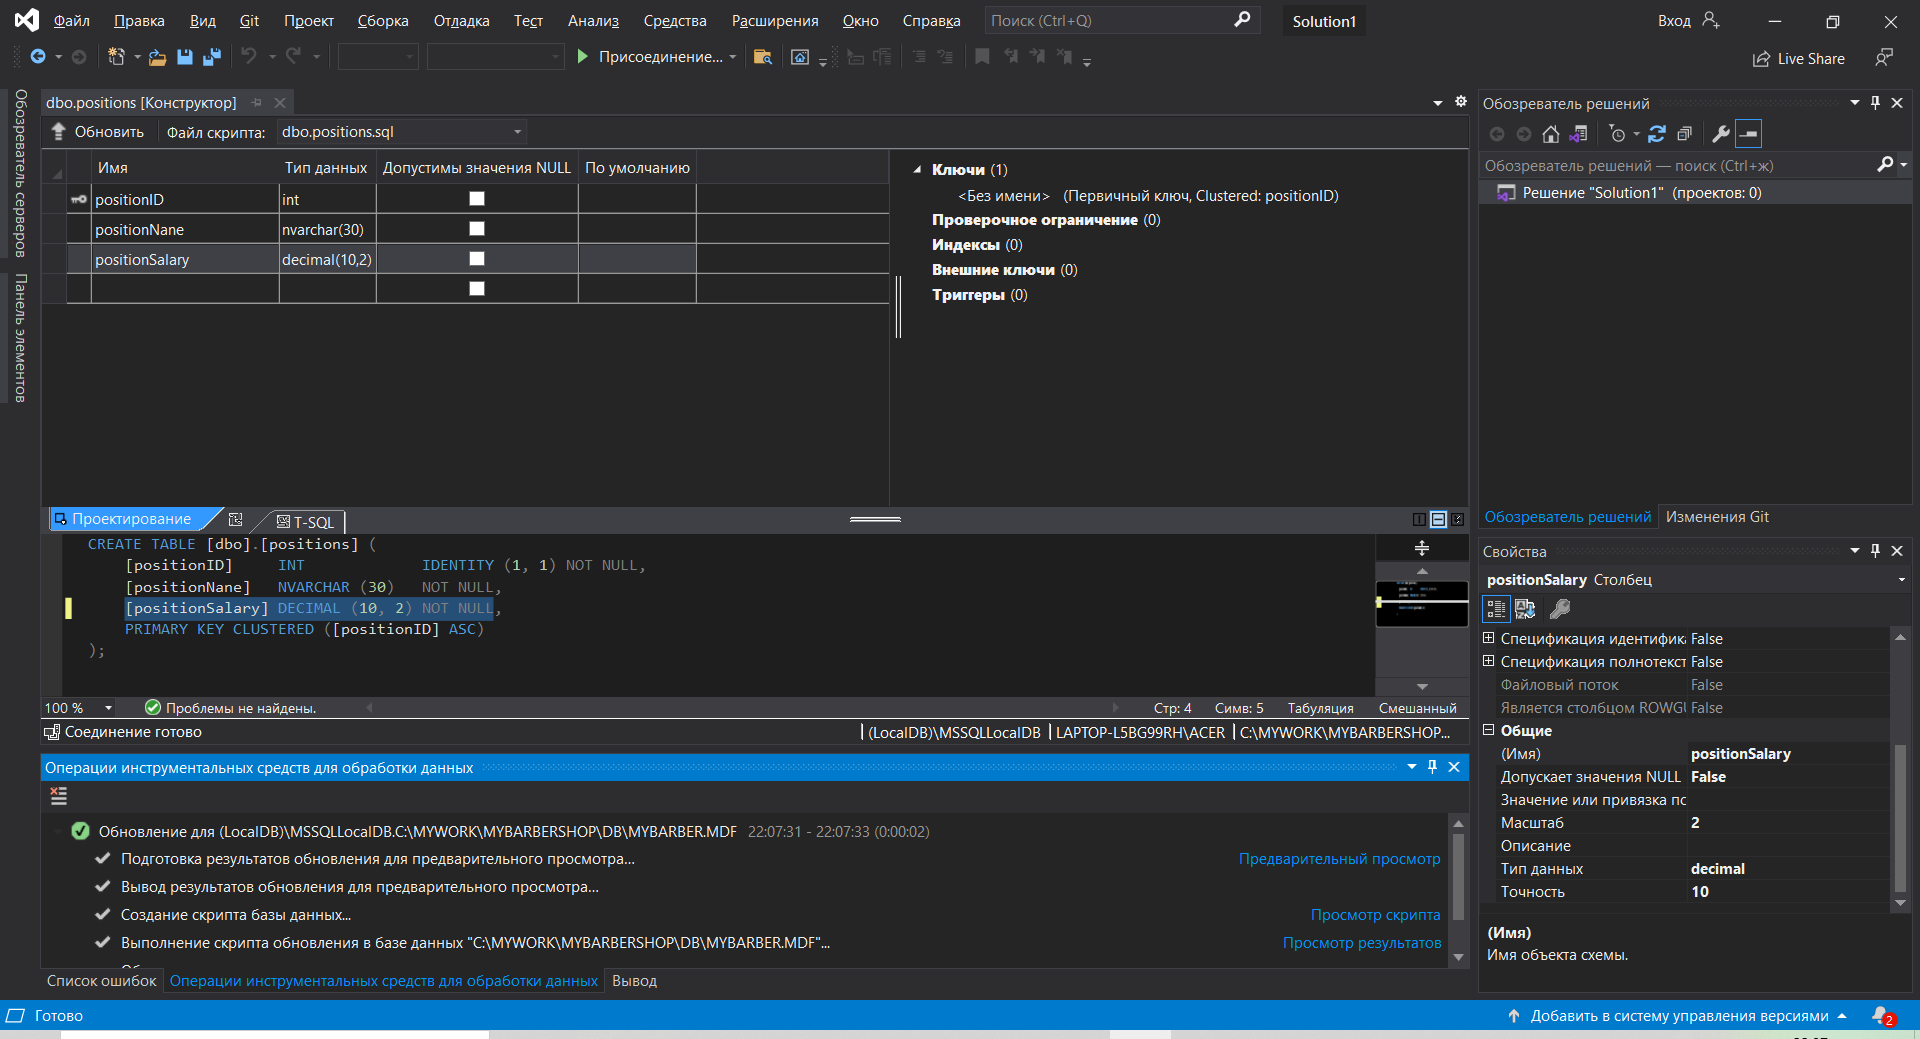 Файл Правка Вид Git Проект Сборка Отладка Тест Анализ Средства Расширения Окно Справка Поиск (Ctrl+Q) Solution1 Вход
Присоединение... Live Share
Обозреватель серверов
Панель элементов
dbo.positions [Конструктор]
Обновить Файл скрипта: dbo.positions.sql
Имя Тип данных Допустимы значения NULL По умолчанию
positionID int
positionNane nvarchar(30)
positionSalary decimal(10,2)
Ключи (1)
<Без имени> (Первичный ключ, Clustered: positionID)
Проверочное ограничение (0)
Индексы (0)
Внешние ключи (0)
Триггеры (0)
Проектирование T-SQL
CREATE TABLE [dbo].[positions] (
[positionID] INT IDENTITY (1, 1) NOT NULL,
[positionNane] NVARCHAR (30) NOT NULL,
[positionSalary] DECIMAL (10, 2) NOT NULL,
PRIMARY KEY CLUSTERED ([positionID] ASC)
);
100 % Проблемы не найдены. Стр: 4 Симв: 5 Табуляция Смешанный
Соединение готово (LocalDB)\MSSQLLocalDB LAPTOP-L5BG99RH\ACER C:\MYWORK\MYBARBERSHOP...
Операции инструментальных средств для обработки данных
Обновление для (LocalDB)\MSSQLLocalDB.C:\MYWORK\MYBARBERSHOP\DB\MYBARBER.MDF 22:07:31 - 22:07:33 (0:00:02)
Подготовка результатов обновления для предварительного просмотра... Предварительный просмотр
Вывод результатов обновления для предварительного просмотра...
Создание скрипта базы данных... Просмотр скрипта
Выполнение скрипта обновления в базе данных "C:\MYWORK\MYBARBERSHOP\DB\MYBARBER.MDF"... Просмотр результатов
Список ошибок Операции инструментальных средств для обработки данных Вывод
Обозреватель решений
Обозреватель решений — поиск (Ctrl+ж)
Решение "Solution1" (проектов: 0)
Обозреватель решений Изменения Git
Свойства
positionSalary Столбец
Спецификация идентифика False
Спецификация полнотекст False
Файловый поток False
Является столбцом ROWGU False
Общие
(Имя) positionSalary
Допускает значения NULL False
Значение или привязка по
Масштаб 2
Описание
Тип данных decimal
Точность 10
(Имя)
Имя объекта схемы.
Готово Добавить в систему управления версиями 2